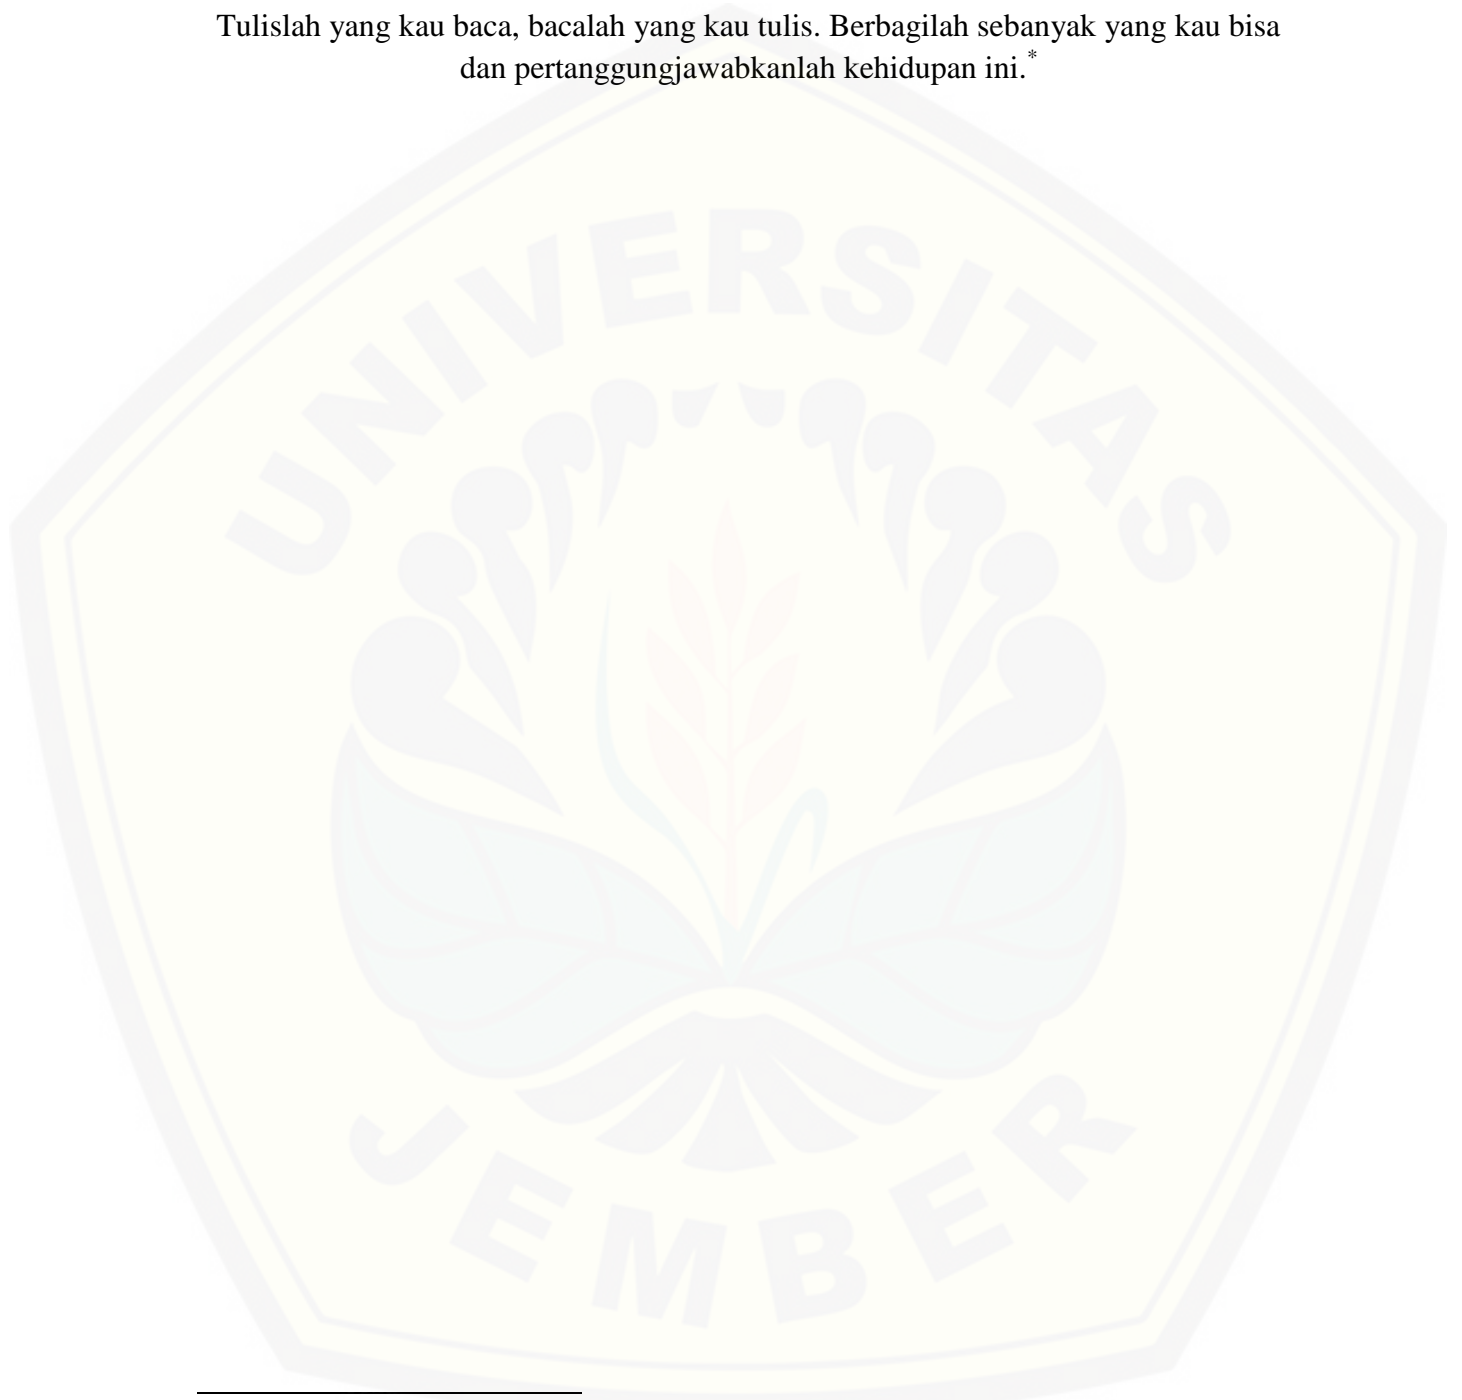 Tulislah yang kau baca, bacalah yang kau tulis. Berbagilah sebanyak yang kau bisa
dan pertanggungjawabkanlah kehidupan ini.*
UNIVERSITAS
JEMBER